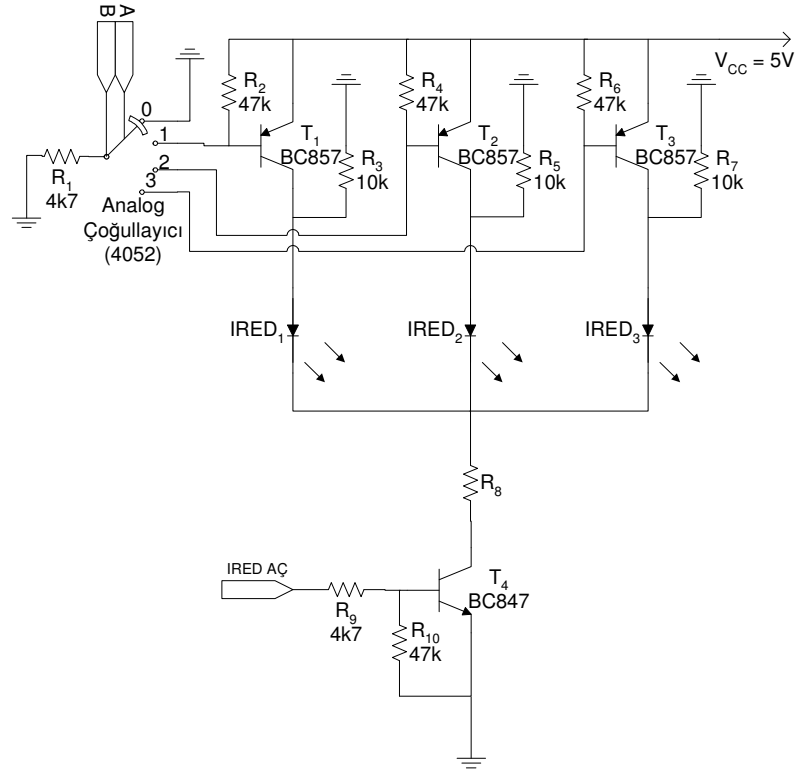 A
B
0
1
2
3
R1
4k7
Analog
Çoğullayıcı
(4052)
R2
47k
T1
BC857
R3
10k
R4
47k
T2
BC857
R5
10k
R6
47k
T3
BC857
R7
10k
VCC = 5V
IRED1
IRED2
IRED3
R8
IRED AÇ
R9
4k7
R10
47k
T4
BC847